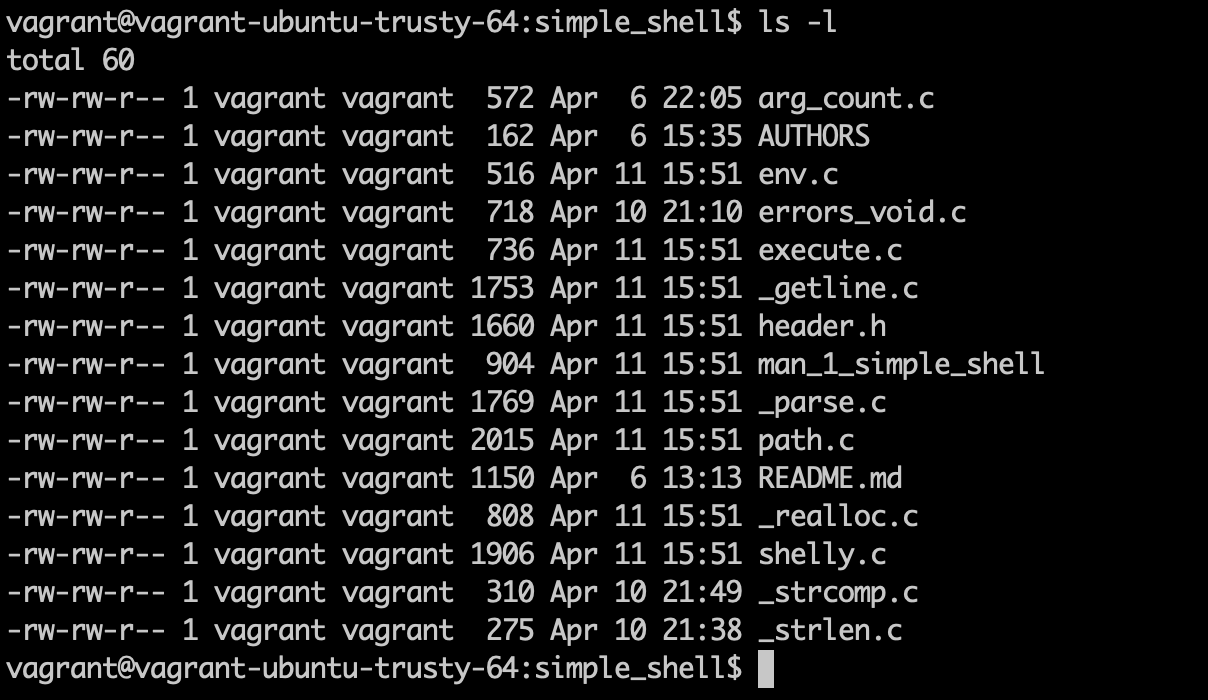 vagrant@vagrant-ubuntu-trusty-64:simple_shell$ ls -l
total 60
-rw-rw-r-- 1 vagrant vagrant  572 Apr  6 22:05 arg_count.c
-rw-rw-r-- 1 vagrant vagrant  162 Apr  6 15:35 AUTHORS
-rw-rw-r-- 1 vagrant vagrant  516 Apr 11 15:51 env.c
-rw-rw-r-- 1 vagrant vagrant  718 Apr 10 21:10 errors_void.c
-rw-rw-r-- 1 vagrant vagrant  736 Apr 11 15:51 execute.c
-rw-rw-r-- 1 vagrant vagrant 1753 Apr 11 15:51 _getline.c
-rw-rw-r-- 1 vagrant vagrant 1660 Apr 11 15:51 header.h
-rw-rw-r-- 1 vagrant vagrant  904 Apr 11 15:51 man_1_simple_shell
-rw-rw-r-- 1 vagrant vagrant 1769 Apr 11 15:51 _parse.c
-rw-rw-r-- 1 vagrant vagrant 2015 Apr 11 15:51 path.c
-rw-rw-r-- 1 vagrant vagrant 1150 Apr  6 13:13 README.md
-rw-rw-r-- 1 vagrant vagrant  808 Apr 11 15:51 _realloc.c
-rw-rw-r-- 1 vagrant vagrant 1906 Apr 11 15:51 shelly.c
-rw-rw-r-- 1 vagrant vagrant  310 Apr 10 21:49 _strcomp.c
-rw-rw-r-- 1 vagrant vagrant  275 Apr 10 21:38 _strlen.c
vagrant@vagrant-ubuntu-trusty-64:simple_shell$